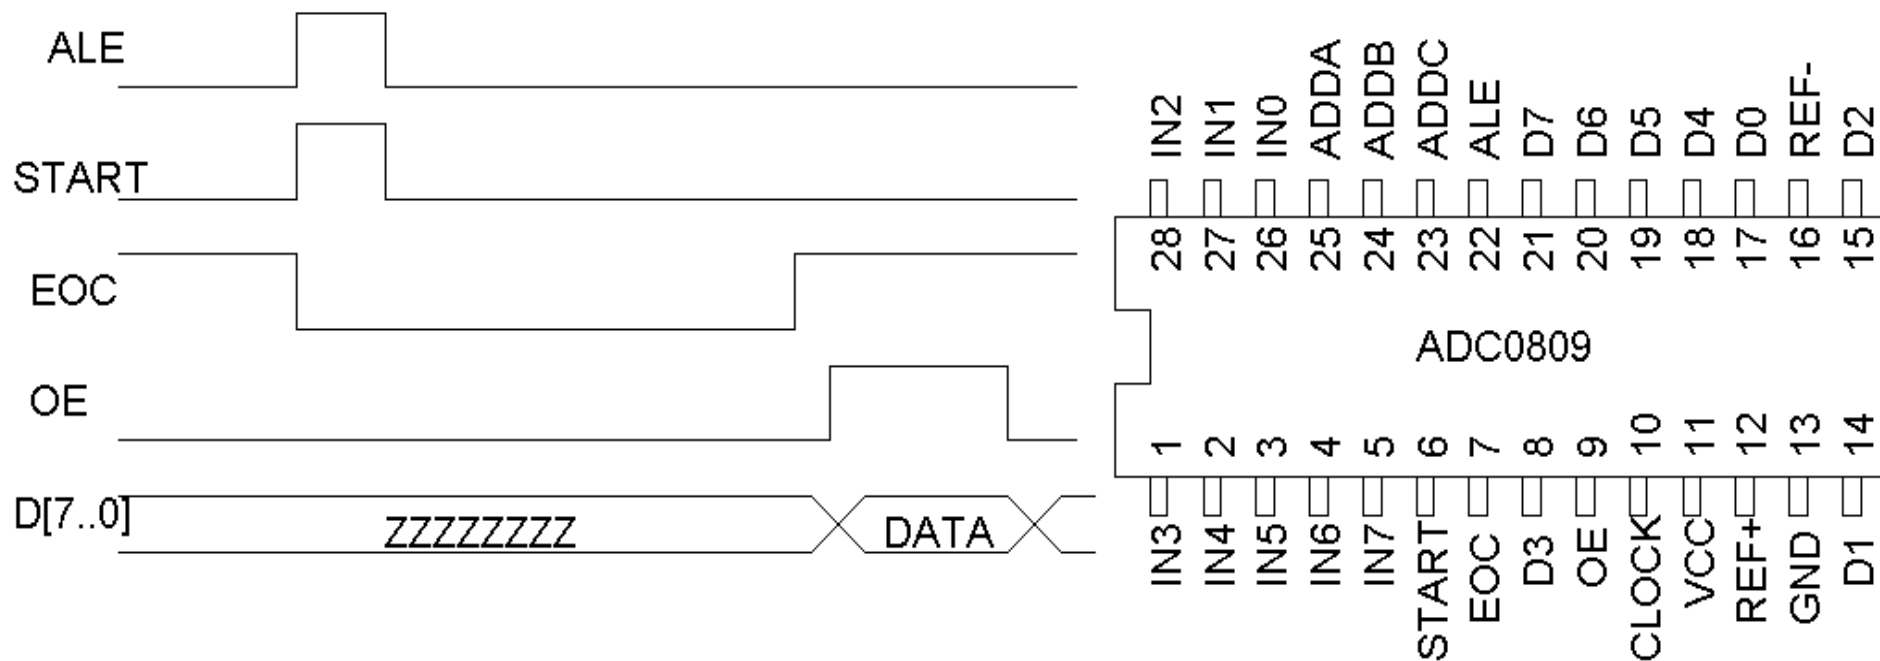 ALE
START
EOC
OE
D[7..0]
ZZZZZZZZ
DATA
IN2 IN1 IN0 ADDA ADDB ADDC ALE D7 D6 D5 D4 D0 REF- D2
28 27 26 25 24 23 22 21 20 19 18 17 16 15
ADC0809
1 2 3 4 5 6 7 8 9 10 11 12 13 14
IN3 IN4 IN5 IN6 IN7 START EOC D3 OE CLOCK VCC REF+ GND D1